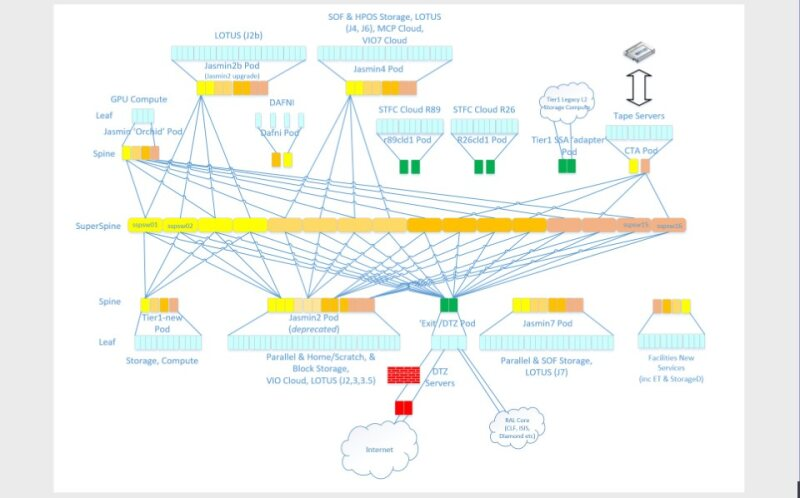 SOF & HPOS Storage, LOTUS
(J4, J6), MCP Cloud,
VIO7 Cloud
LOTUS (J2b)
Jasmin2b Pod
(Jasmin2 upgrade)
Jasmin4 Pod
GPU Compute
Leaf
Jasmin 'Orchid' Pod
Spine
DAFNI
Dafni Pod
STFC Cloud R89
r89cld1 Pod
STFC Cloud R26
R26cld1 Pod
Tier1 Legacy L2
Storage Compute
Tier1 SSA 'adapter'
Pod
Tape Servers
CTA Pod
SuperSpine
sspsw01
sspsw02
sspsw15
sspsw16
Spine
Tier1-new
Pod
Leaf
Storage, Compute
Jasmin2 Pod
(deprecated)
Parallel & Home/Scratch, &
Block Storage,
VIO Cloud, LOTUS (J2,3,3.5)
'Exit'/DTZ Pod
DTZ
Servers
Jasmin7 Pod
Parallel & SOF Storage,
LOTUS (J7)
Facilities New
Services
(inc ET & StorageD)
Internet
RAL Core
(CLF, ISIS,
Diamond etc)